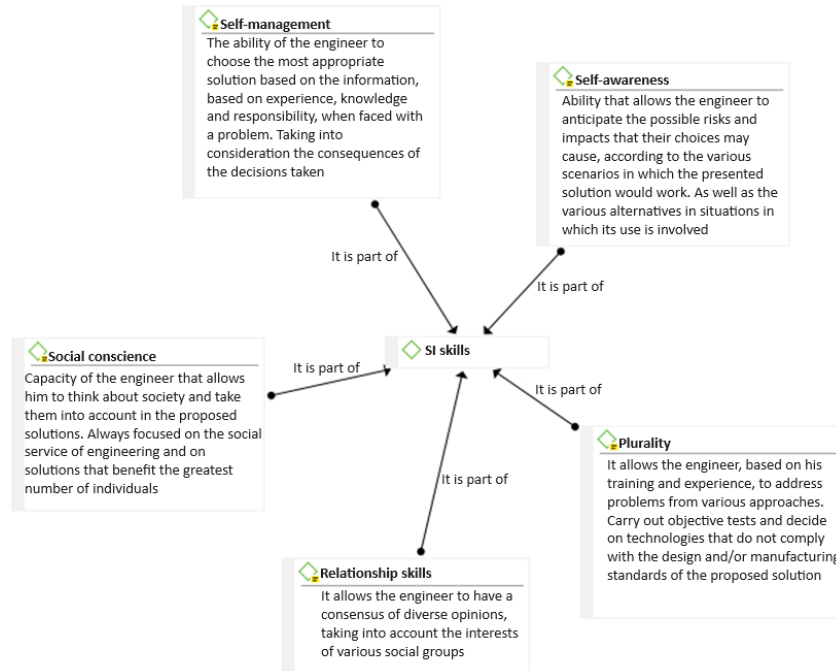 Self-management
The ability of the engineer to
choose the most appropriate
solution based on the information,
based on experience, knowledge
and responsibility, when faced with
a problem. Taking into
consideration the consequences of
the decisions taken
Self-awareness
Ability that allows the engineer to
anticipate the possible risks and
impacts that their choices may
cause, according to the various
scenarios in which the presented
solution would work. As well as the
various alternatives in situations in
which its use is involved
It is part of
It is part of
SI skills
Social conscience
Capacity of the engineer that allows
him to think about society and take
them into account in the proposed
solutions. Always focused on the social
service of engineering and on
solutions that benefit the greatest
number of individuals
It is part of
It is part of
Plurality
It allows the engineer, based on his
training and experience, to address
problems from various approaches.
Carry out objective tests and decide
on technologies that do not comply
with the design and/or manufacturing
standards of the proposed solution
It is part of
Relationship skills
It allows the engineer to have a
consensus of diverse opinions,
taking into account the interests
of various social groups